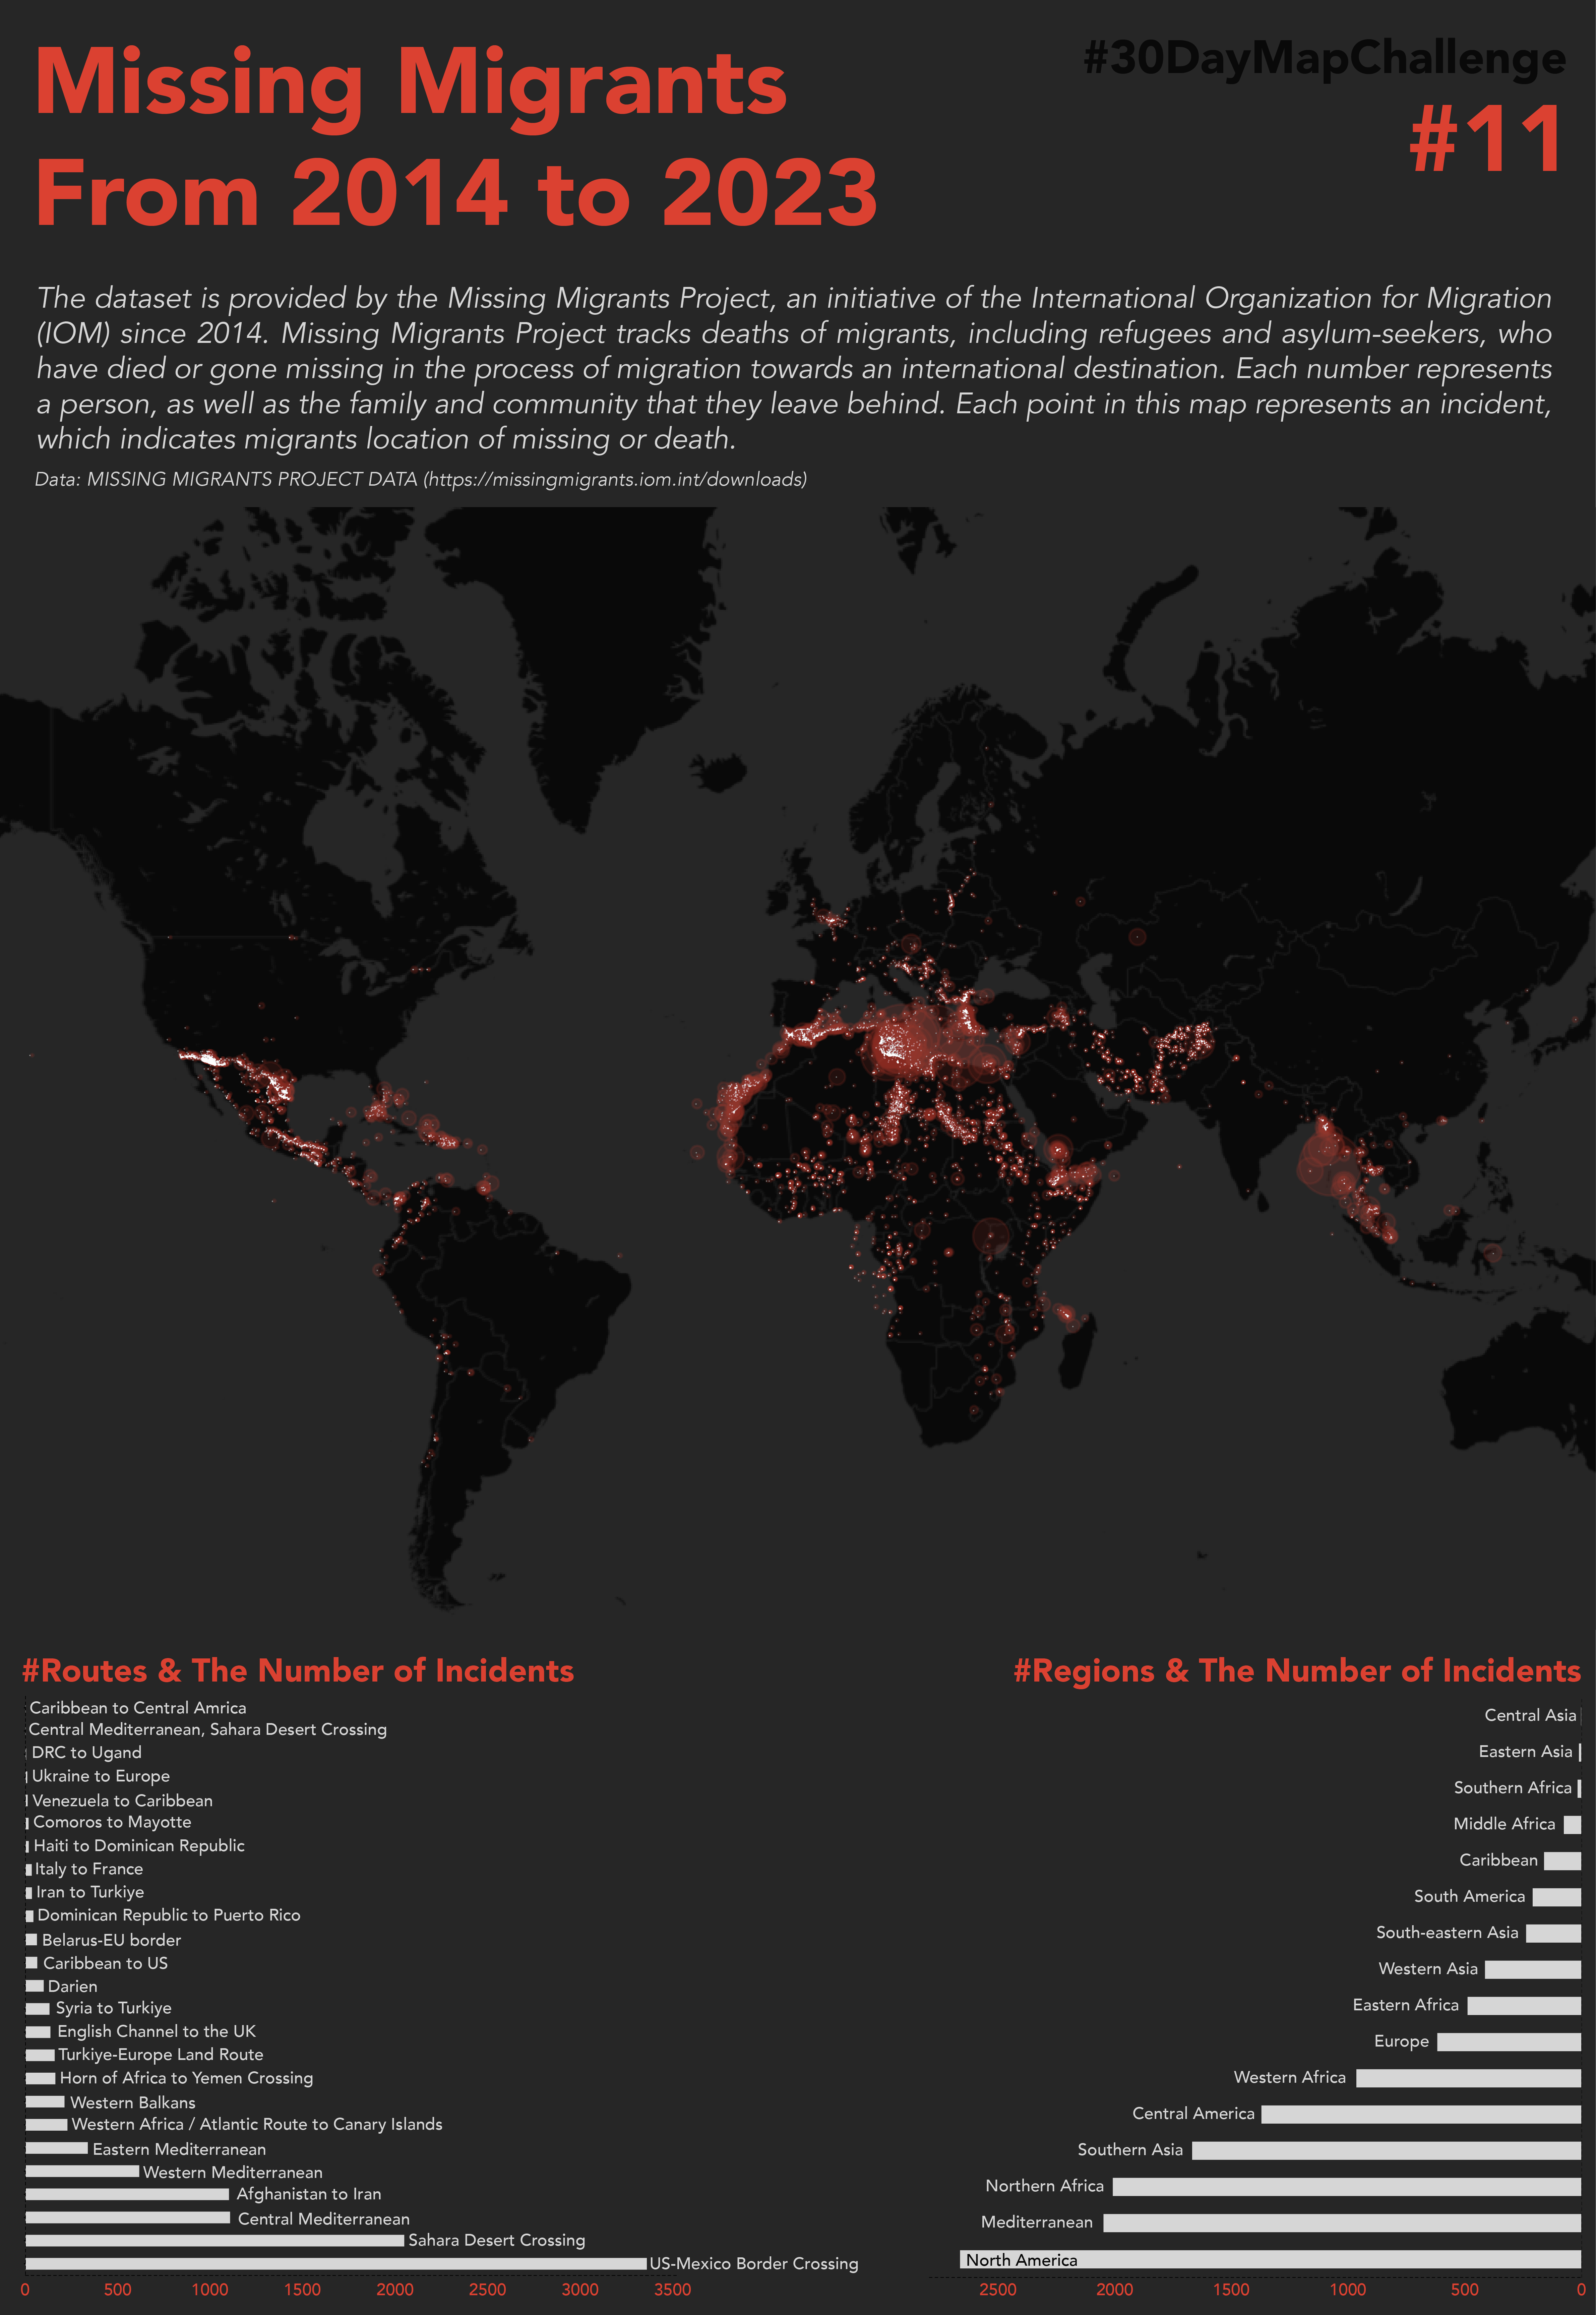 Missing Migrants
From 2014 to 2023
#30DayMapChallenge
#11
The dataset is provided by the Missing Migrants Project, an initiative of the International Organization for Migration
(IOM) since 2014. Missing Migrants Project tracks deaths of migrants, including refugees and asylum-seekers, who
have died or gone missing in the process of migration towards an international destination. Each number represents
a person, as well as the family and community that they leave behind. Each point in this map represents an incident,
which indicates migrants location of missing or death.
Data: MISSING MIGRANTS PROJECT DATA (https://missingmigrants.iom.int/downloads)
#Routes & The Number of Incidents
Caribbean to Central Amrica
Central Mediterranean, Sahara Desert Crossing
DRC to Ugand
Ukraine to Europe
Venezuela to Caribbean
Comoros to Mayotte
Haiti to Dominican Republic
Italy to France
Iran to Turkiye
Dominican Republic to Puerto Rico
Belarus-EU border
Caribbean to US
Darien
Syria to Turkiye
English Channel to the UK
Turkiye-Europe Land Route
Horn of Africa to Yemen Crossing
Western Balkans
Western Africa / Atlantic Route to Canary Islands
Eastern Mediterranean
Western Mediterranean
Afghanistan to Iran
Central Mediterranean
Sahara Desert Crossing
US-Mexico Border Crossing
0 500 1000 1500 2000 2500 3000 3500
#Regions & The Number of Incidents
Central Asia
Eastern Asia
Southern Africa
Middle Africa
Caribbean
South America
South-eastern Asia
Western Asia
Eastern Africa
Europe
Western Africa
Central America
Southern Asia
Northern Africa
Mediterranean
North America
2500 2000 1500 1000 500 0